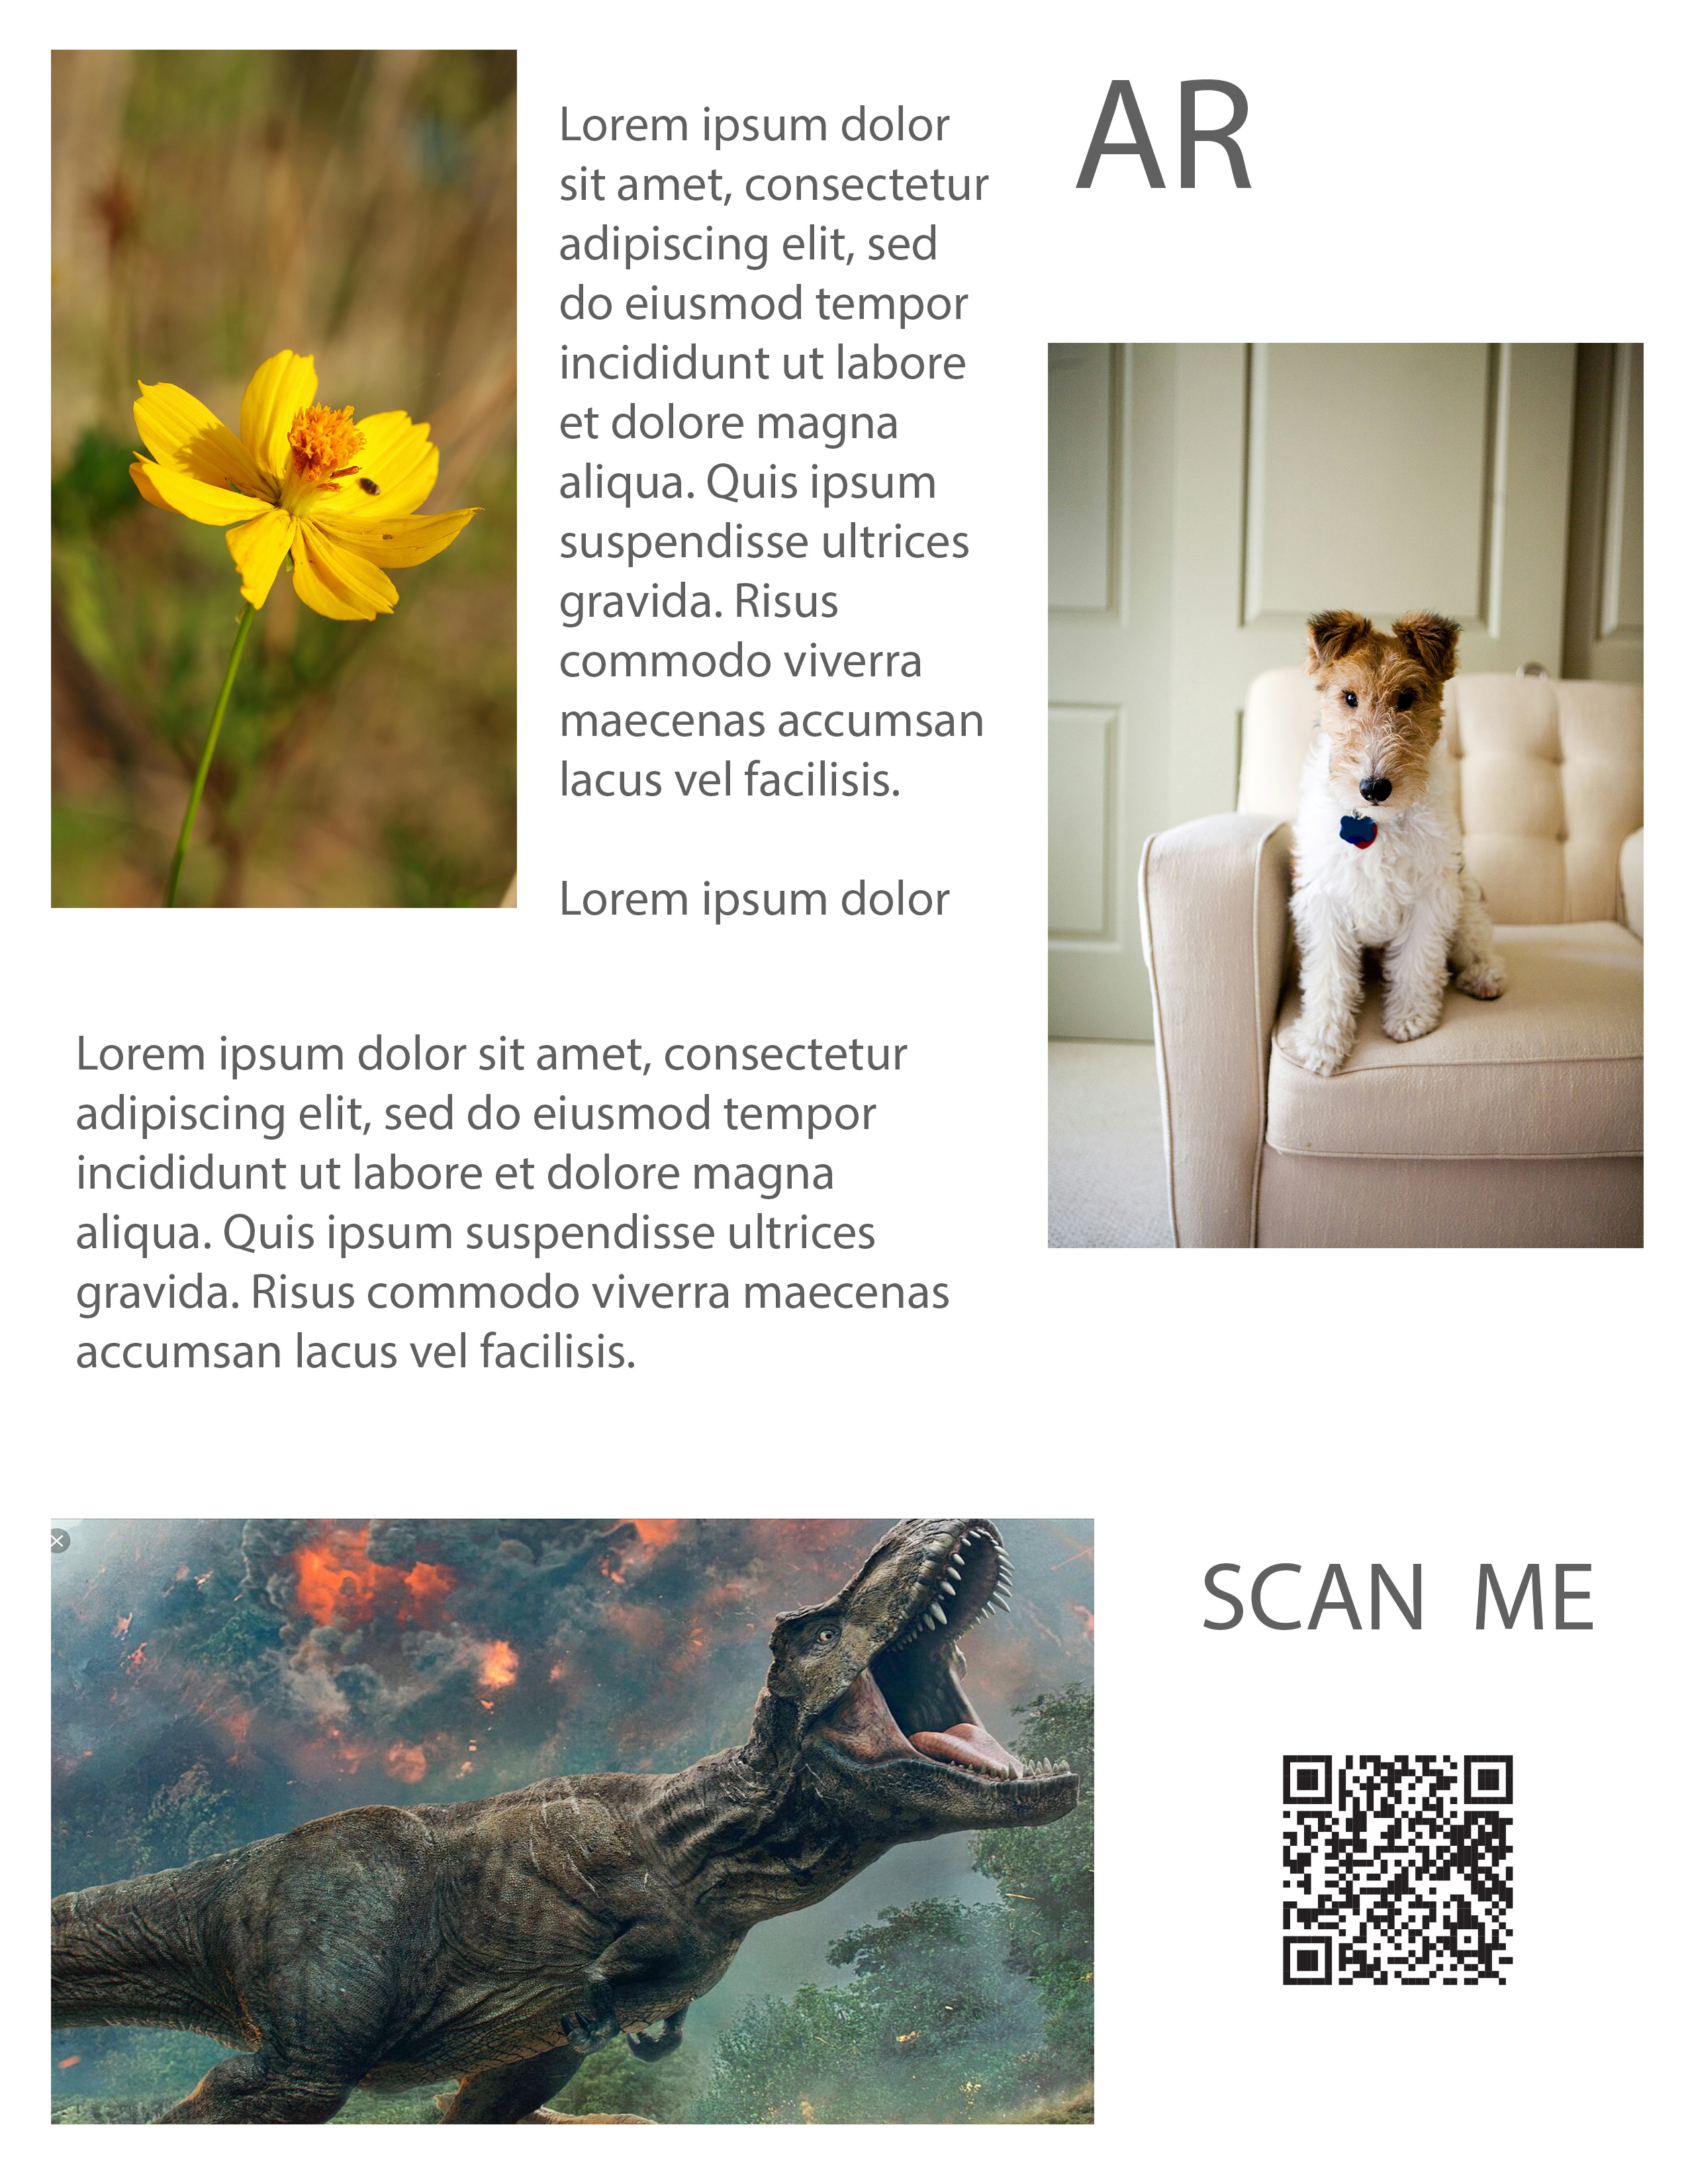 AR
Lorem ipsum dolor
sit amet, consectetur
adipiscing elit, sed
do eiusmod tempor
incididunt ut labore
et dolore magna
aliqua. Quis ipsum
suspendisse ultrices
gravida. Risus
commodo viverra
maecenas accumsan
lacus vel facilisis.
Lorem ipsum dolor
Lorem ipsum dolor sit amet, consectetur
adipiscing elit, sed do eiusmod tempor
incididunt ut labore et dolore magna
aliqua. Quis ipsum suspendisse ultrices
gravida. Risus commodo viverra maecenas
accumsan lacus vel facilisis.
SCAN ME